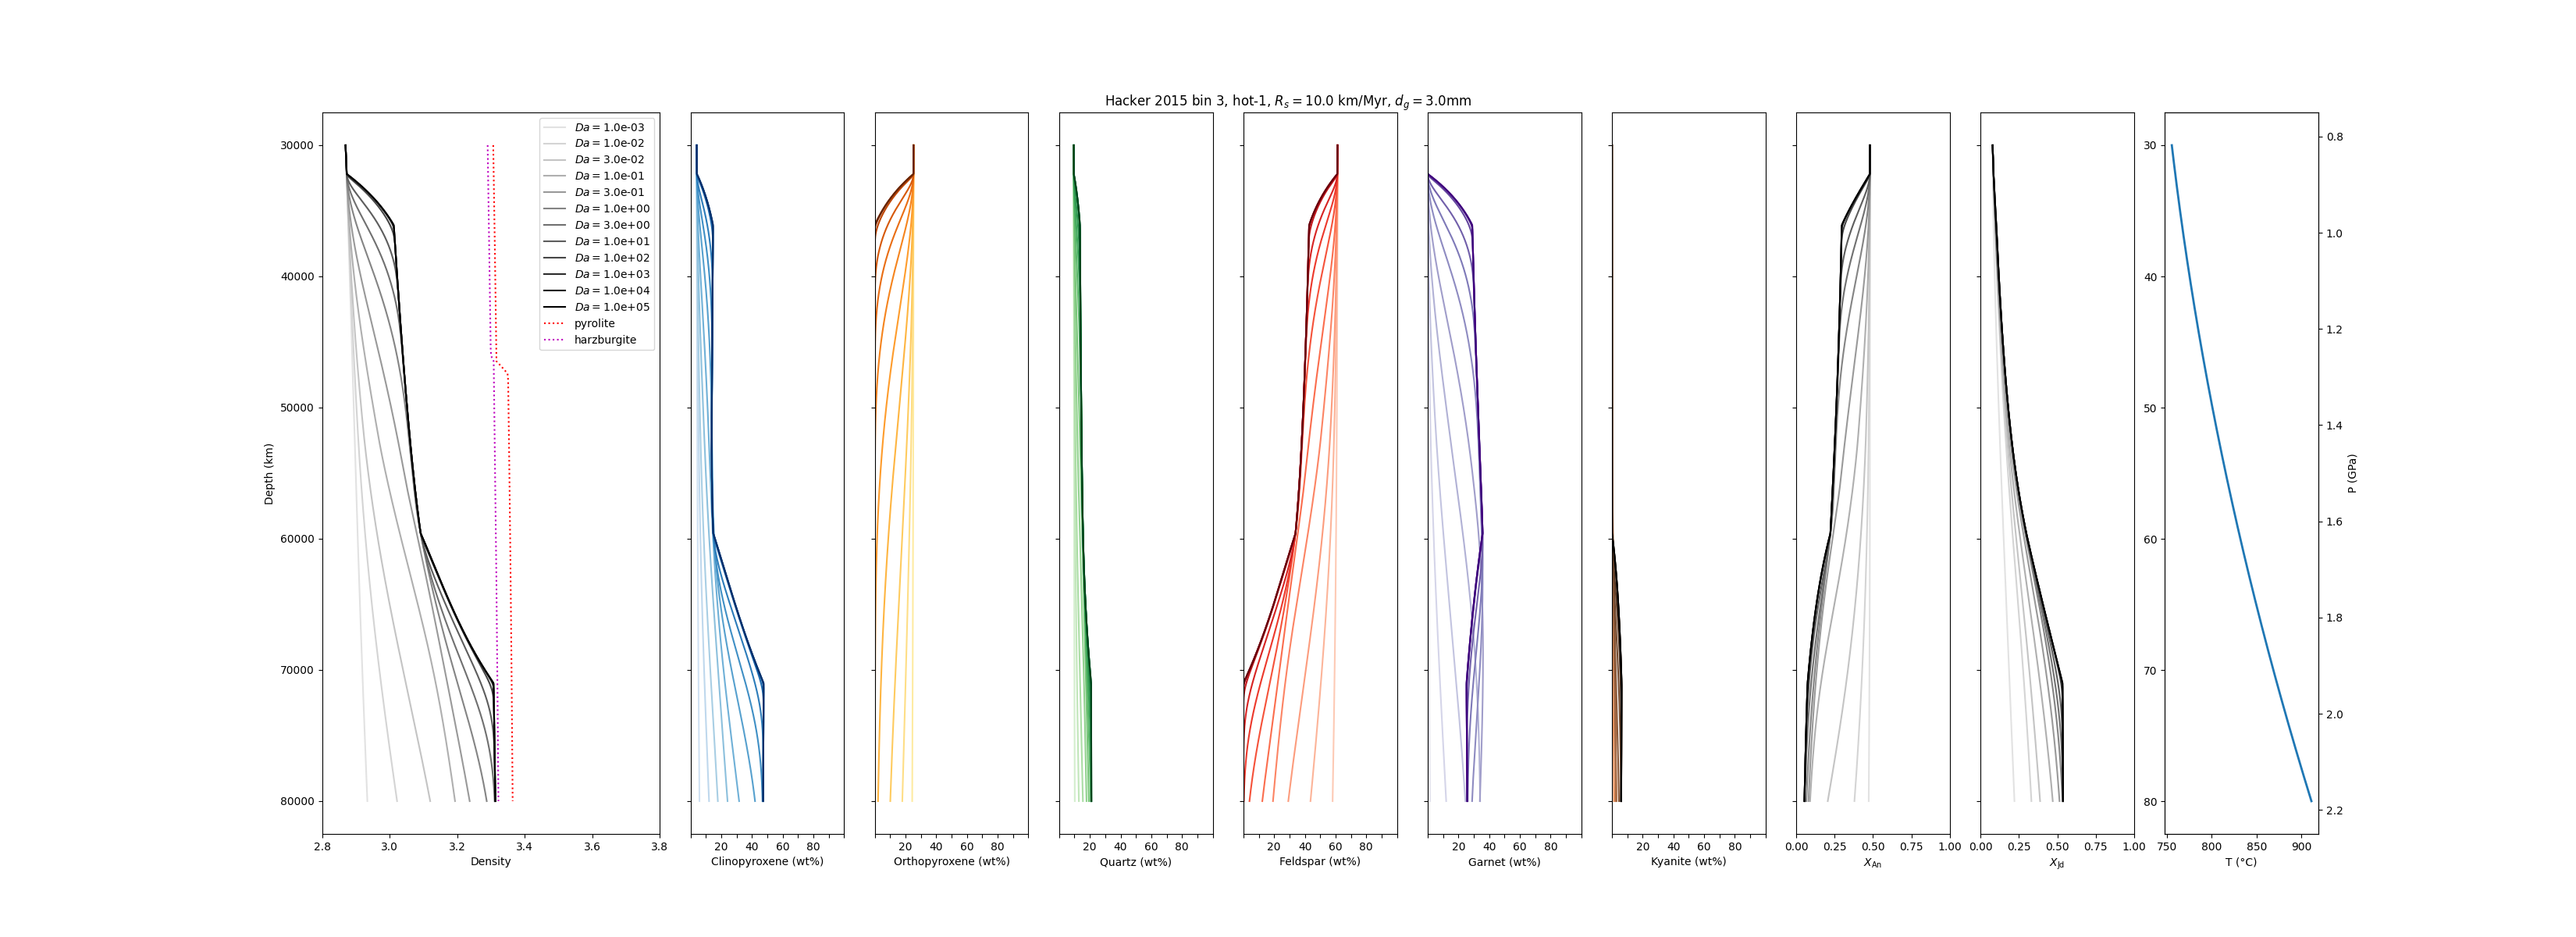 Hacker 2015 bin 3, hot-1, R_s = 10.0 km/Myr, d_g = 3.0mm
Da = 1.0e-03
Da = 1.0e-02
Da = 3.0e-02
Da = 1.0e-01
Da = 3.0e-01
Da = 1.0e+00
Da = 3.0e+00
Da = 1.0e+01
Da = 1.0e+02
Da = 1.0e+03
Da = 1.0e+04
Da = 1.0e+05
pyrolite
harzburgite
Depth (km)
30000
40000
50000
60000
70000
80000
2.8 3.0 3.2 3.4 3.6 3.8
Density
20 40 60 80
Clinopyroxene (wt%)
20 40 60 80
Orthopyroxene (wt%)
20 40 60 80
Quartz (wt%)
20 40 60 80
Feldspar (wt%)
20 40 60 80
Garnet (wt%)
20 40 60 80
Kyanite (wt%)
0.00 0.25 0.50 0.75 1.00
X_An
0.00 0.25 0.50 0.75 1.00
X_Jd
30
40
50
60
70
80
750 800 850 900
T (°C)
0.8
1.0
1.2
1.4
1.6
1.8
2.0
2.2
P (GPa)